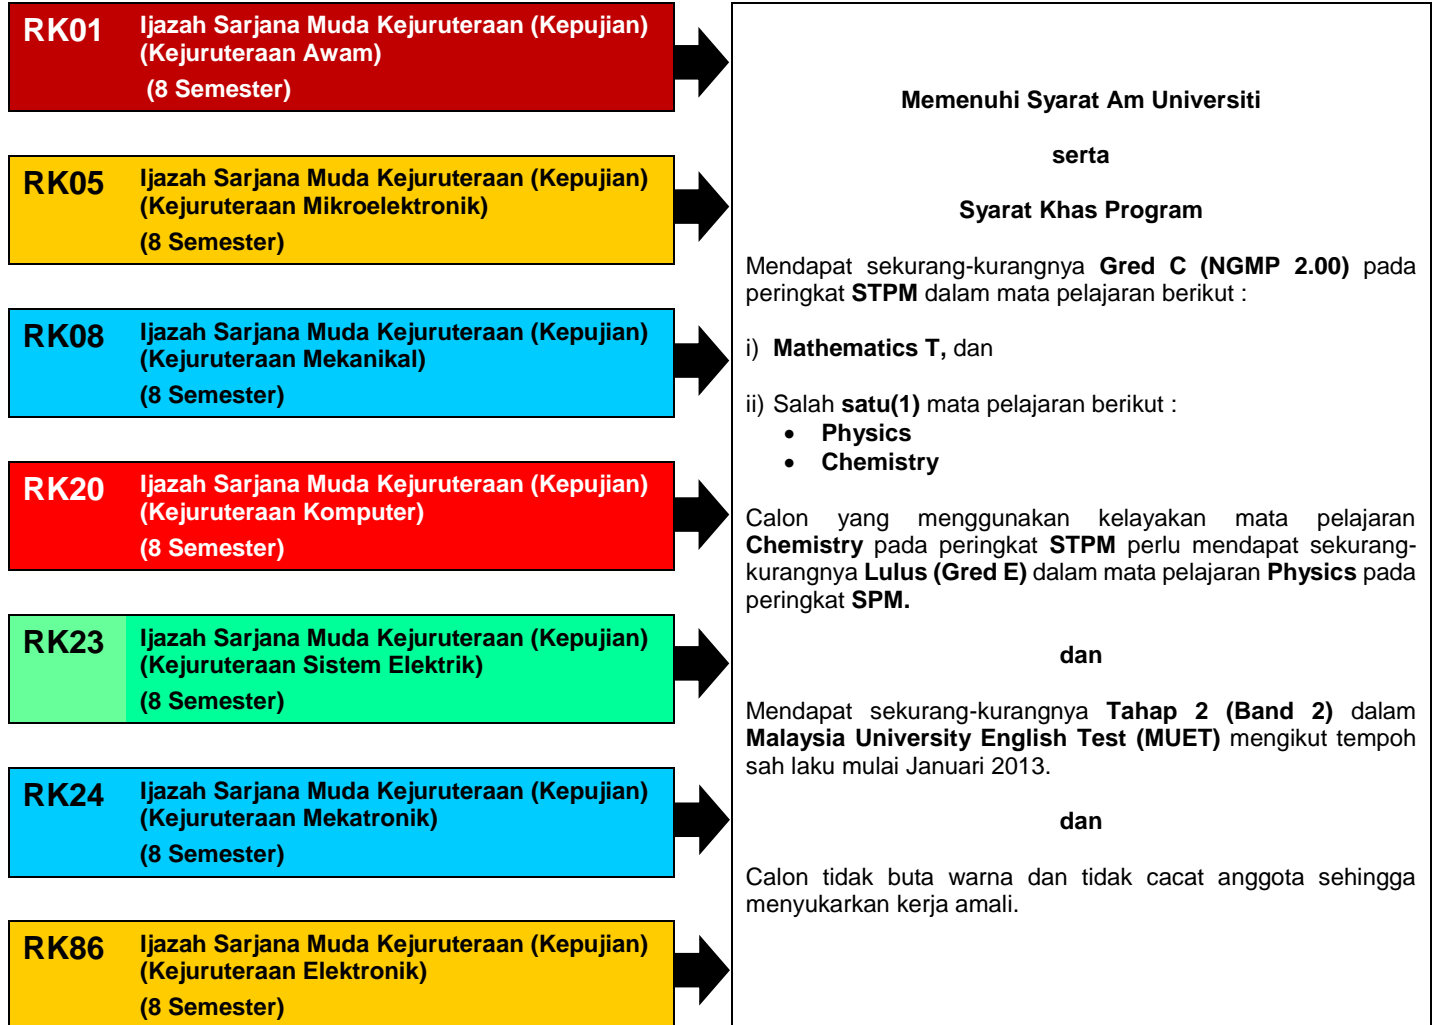 RK01 Ijazah Sarjana Muda Kejuruteraan (Kepujian)
(Kejuruteraan Awam)
(8 Semester)
RK05 Ijazah Sarjana Muda Kejuruteraan (Kepujian)
(Kejuruteraan Mikroelektronik)
(8 Semester)
RK08 Ijazah Sarjana Muda Kejuruteraan (Kepujian)
(Kejuruteraan Mekanikal)
(8 Semester)
RK20 Ijazah Sarjana Muda Kejuruteraan (Kepujian)
(Kejuruteraan Komputer)
(8 Semester)
RK23 Ijazah Sarjana Muda Kejuruteraan (Kepujian)
(Kejuruteraan Sistem Elektrik)
(8 Semester)
RK24 Ijazah Sarjana Muda Kejuruteraan (Kepujian)
(Kejuruteraan Mekatronik)
(8 Semester)
RK86 Ijazah Sarjana Muda Kejuruteraan (Kepujian)
(Kejuruteraan Elektronik)
(8 Semester)
Memenuhi Syarat Am Universiti
serta
Syarat Khas Program
Mendapat sekurang-kurangnya Gred C (NGMP 2.00) pada
peringkat STPM dalam mata pelajaran berikut :
i) Mathematics T, dan
ii) Salah satu(1) mata pelajaran berikut :
• Physics
• Chemistry
Calon yang menggunakan kelayakan mata pelajaran
Chemistry pada peringkat STPM perlu mendapat sekurang-
kurangnya Lulus (Gred E) dalam mata pelajaran Physics pada
peringkat SPM.
dan
Mendapat sekurang-kurangnya Tahap 2 (Band 2) dalam
Malaysia University English Test (MUET) mengikut tempoh
sah laku mulai Januari 2013.
dan
Calon tidak buta warna dan tidak cacat anggota sehingga
menyukarkan kerja amali.